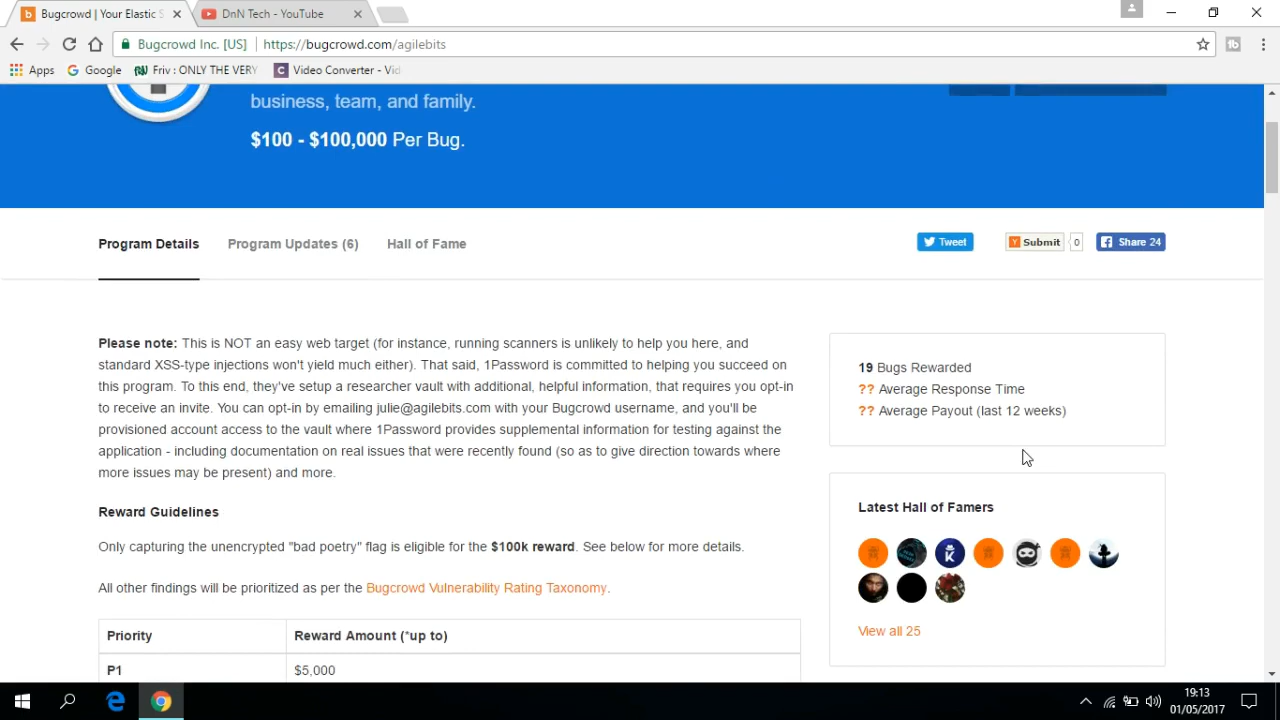 Bugcrowd | Your Elastic S
DnN Tech - YouTube
Bugcrowd Inc. [US]
https://bugcrowd.com/agilebits
Apps
Google
Friv : ONLY THE VERY
Video Converter - Vid
business, team, and family.
$100 - $100,000 Per Bug.
Program Details
Program Updates (6)
Hall of Fame
Tweet
Submit
0
Share 24
Please note: This is NOT an easy web target (for instance, running scanners is unlikely to help you here, and
standard XSS-type injections won't yield much either). That said, 1Password is committed to helping you succeed on
this program. To this end, they've setup a researcher vault with additional, helpful information, that requires you opt-in
to receive an invite. You can opt-in by emailing julie@agilebits.com with your Bugcrowd username, and you'll be
provisioned account access to the vault where 1Password provides supplemental information for testing against the
application - including documentation on real issues that were recently found (so as to give direction towards where
more issues may be present) and more.
Reward Guidelines
Only capturing the unencrypted "bad poetry" flag is eligible for the $100k reward. See below for more details.
All other findings will be prioritized as per the Bugcrowd Vulnerability Rating Taxonomy.
Priority
Reward Amount (*up to)
P1
$5,000
19 Bugs Rewarded
?? Average Response Time
?? Average Payout (last 12 weeks)
Latest Hall of Famers
View all 25
19:13
01/05/2017